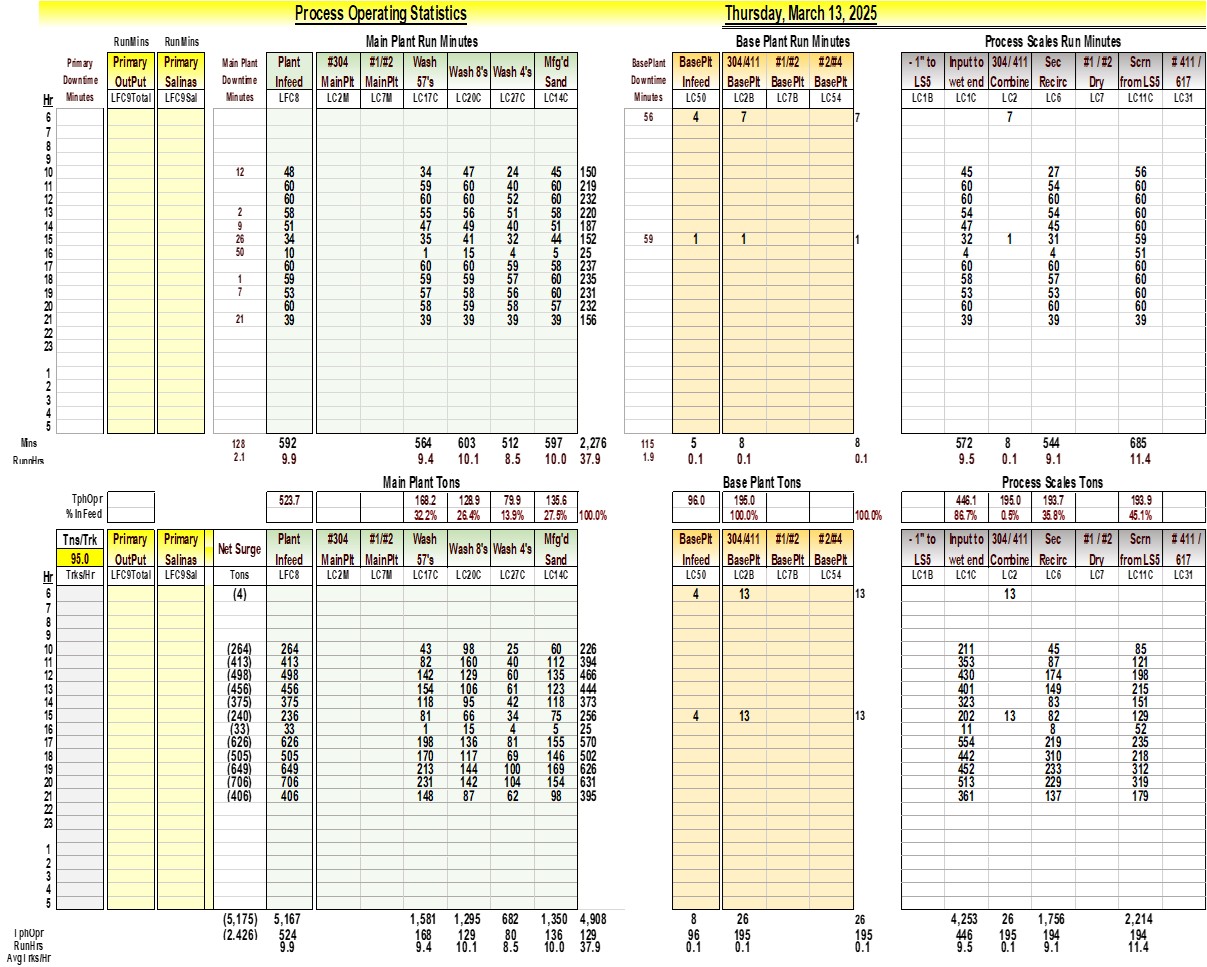 Process Operating Statistics Thursday, March 13, 2025
RunMins RunMins Main Plant Run Minutes Base Plant Run Minutes Process Scales Run Minutes
Primary Primary Primary Main Plant Plant #304 #1/#2 Wash Wash 8's Wash 4's Mfg'd BasePlant BasePlt 304/411 #1/#2 #2/#4 - 1" to Input to 304/411 Sec #1 / #2 Scrn # 411 /
Downtime OutPut Salinas Downtime Infeed MainPlt MainPlt 57's Sand Downtime Infeed BasePlt BasePlt BasePlt LS5 wet end Combine Recirc Dry from LS5 617
Hr Minutes LFC9Total LFC9Sal Minutes LFC8 LC2M LC7M LC17C LC20C LC27C LC14C Minutes LC50 LC2B LC7B LC54 LC1B LC1C LC2 LC6 LC7 LC11C LC31
6 56 4 7 7 7
7
8
9
10 12 48 34 47 24 45 150 45 27 56
11 60 59 60 40 60 219 60 54 60
12 60 60 60 52 60 232 60 60 60
13 2 58 55 56 51 58 220 54 54 60
14 9 51 47 49 40 51 187 47 45 60
15 26 34 35 41 32 44 152 59 1 1 1 32 1 31 59
16 50 10 1 15 4 5 25 4 4 51
17 60 60 60 59 58 237 60 60 60
18 1 59 59 59 57 60 235 58 57 60
19 7 53 57 58 56 60 231 53 53 60
20 60 58 59 58 57 232 60 60 60
21 21 39 39 39 39 39 156 39 39 39
22
23
1
2
3
4
5
Mins 128 592 564 603 512 597 2,276 115 5 8 8 572 8 544 685
RunnHrs 2.1 9.9 9.4 10.1 8.5 10.0 37.9 1.9 0.1 0.1 0.1 9.5 0.1 9.1 11.4
Main Plant Tons Base Plant Tons Process Scales Tons
TphOpr 523.7 168.2 128.9 79.9 135.6 96.0 195.0 446.1 195.0 193.7 193.9
% InFeed 32.2% 26.4% 13.9% 27.5% 100.0% 100.0% 100.0% 86.7% 0.5% 35.8% 45.1%
Tns/Trk Primary Primary Net Surge Plant #304 #1/#2 Wash Wash 8's Wash 4's Mfg'd BasePlt 304/411 #1/#2 #2/#4 - 1" to Input to 304/411 Sec #1 / #2 Scrn # 411 /
95.0 OutPut Salinas Infeed MainPlt MainPlt 57's Sand Infeed BasePlt BasePlt BasePlt LS5 wet end Combine Recirc Dry from LS5 617
Hr Trks/Hr LFC9Total LFC9Sal Tons LFC8 LC2M LC7M LC17C LC20C LC27C LC14C LC50 LC2B LC7B LC54 LC1B LC1C LC2 LC6 LC7 LC11C LC31
6 (4) 4 13 13 13
7
8
9
10 (264) 264 43 98 25 60 226 211 45 85
11 (413) 413 82 160 40 112 394 353 87 121
12 (498) 498 142 129 60 135 466 430 174 198
13 (456) 456 154 106 61 123 444 401 149 215
14 (375) 375 118 95 42 118 373 323 83 151
15 (240) 236 81 66 34 75 256 4 13 13 202 13 82 129
16 (33) 33 1 15 4 5 25 11 8 52
17 (626) 626 198 136 81 155 570 554 219 235
18 (505) 505 170 117 69 146 502 442 310 218
19 (649) 649 213 144 100 169 626 452 233 312
20 (706) 706 231 142 104 154 631 513 229 319
21 (406) 406 148 87 62 98 395 361 137 179
22
23
1
2
3
4
5
(5,175) 5,167 1,581 1,295 682 1,350 4,908 8 26 26 4,253 26 1,756 2,214
TphOpr (2.426) 524 168 129 80 136 129 96 195 195 446 195 194 194
RunHrs 9.9 9.4 10.1 8.5 10.0 37.9 0.1 0.1 0.1 9.5 0.1 9.1 11.4
AvgTrks/Hr